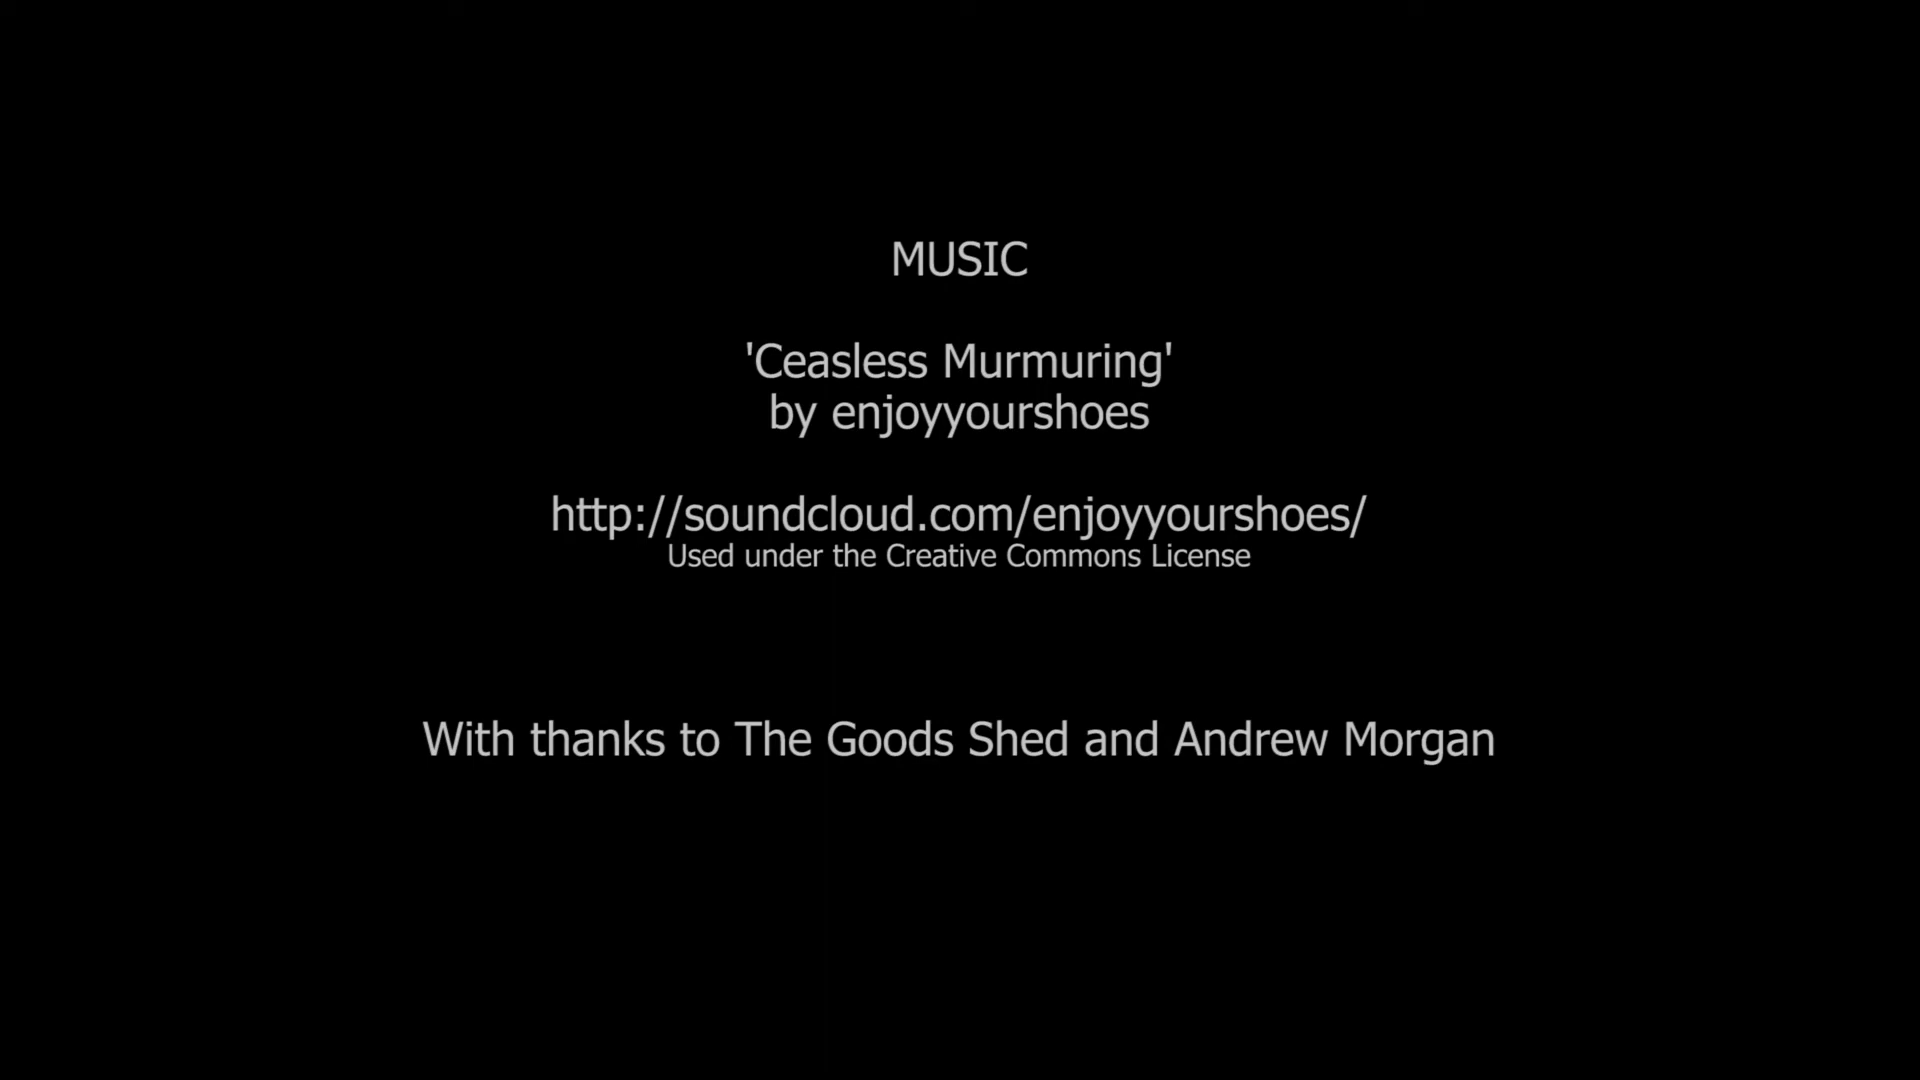 MUSIC
'Ceasless Murmuring'
by enjoyyourshoes
http://soundcloud.com/enjoyyourshoes/
Used under the Creative Commons License
With thanks to The Goods Shed and Andrew Morgan